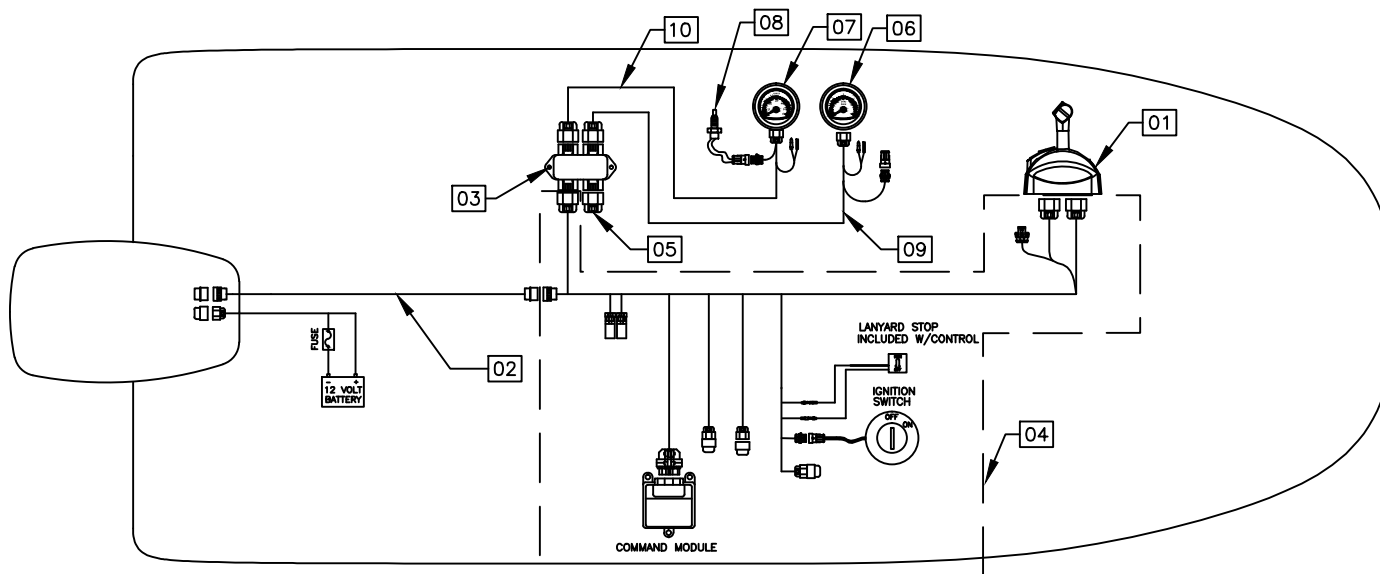 10
08
07
06
01
03
05
09
FUSE
- +
12 VOLT
BATTERY
02
LANYARD STOP
INCLUDED W/CONTROL
IGNITION
SWITCH
OFF
ON
04
COMMAND MODULE